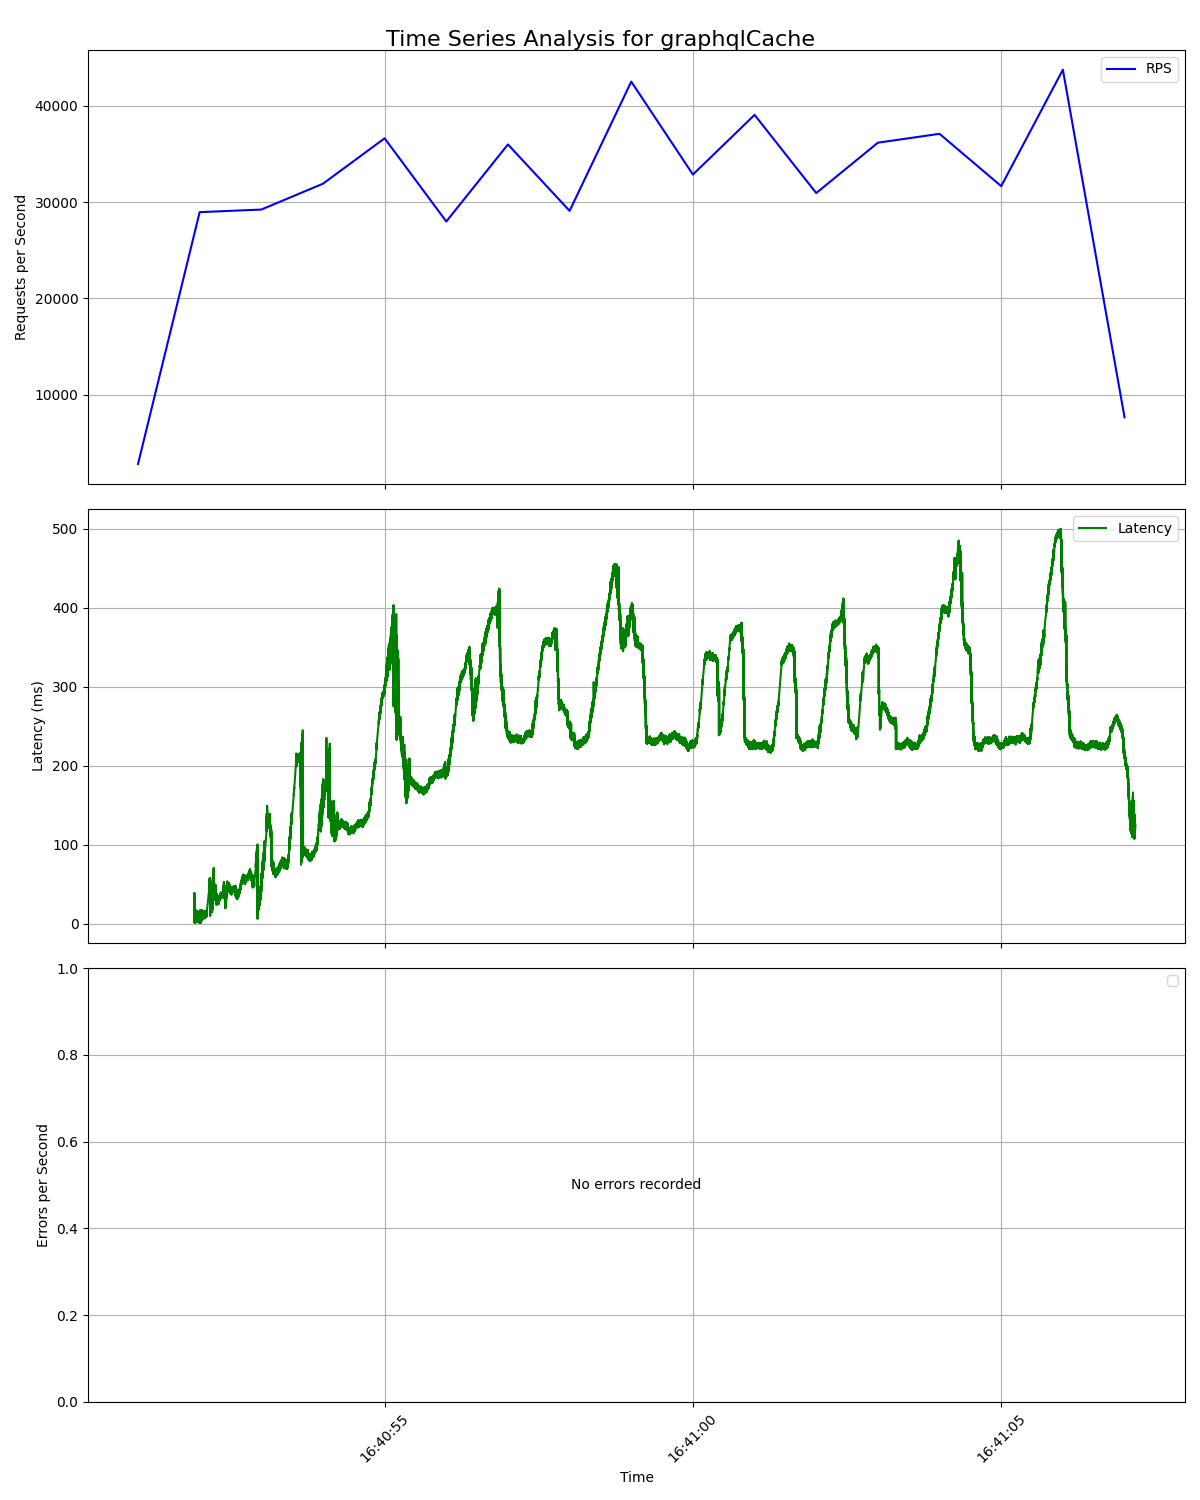 Time Series Analysis for graphqlCache
RPS
40000
30000
20000
10000
Requests per Second
Latency
500
400
300
200
100
0
Latency (ms)
1.0
0.8
0.6
0.4
0.2
0.0
Errors per Second
No errors recorded
16:40:55
16:41:00
16:41:05
Time